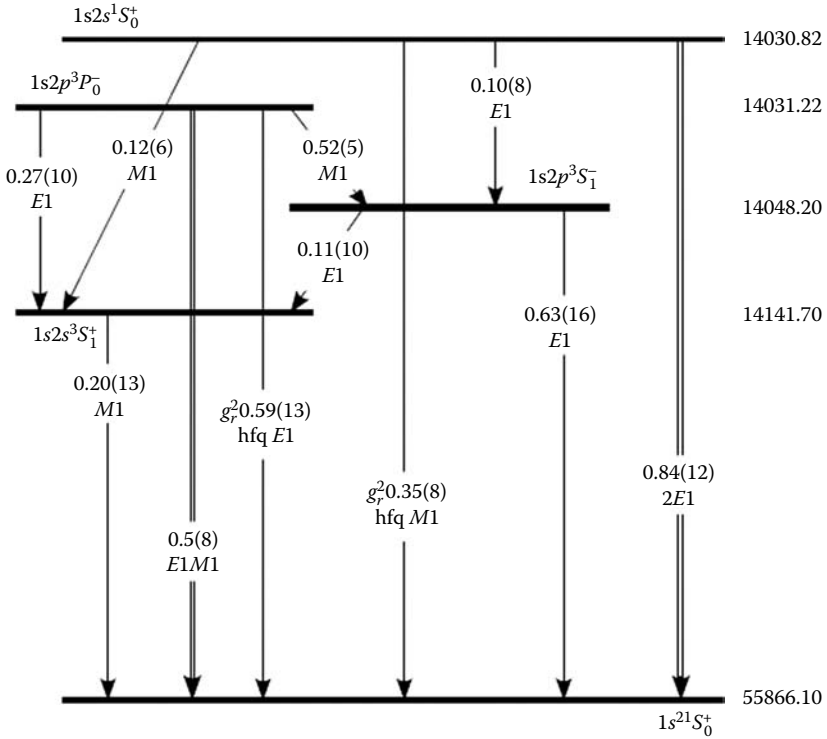 1s2s¹S₀⁺
14030.82
1s2p³P₀⁻
0.10(8)
E1
14031.22
0.12(6)
M1
0.52(5)
M1
0.27(10)
E1
1s2p³S₁⁻
14048.20
0.11(10)
E1
0.63(16)
E1
14141.70
1s2s³S₁⁺
0.20(13)
M1
gᵣ²0.59(13)
hfq E1
gᵣ²0.35(8)
hfq M1
0.84(12)
2E1
0.5(8)
E1M1
55866.10
1s²¹S₀⁺